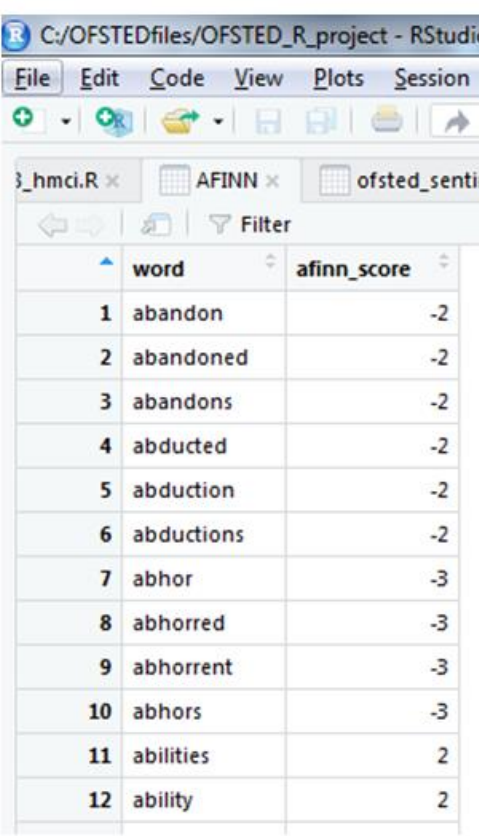 C:/OFSTEDfiles/OFSTED_R_project - RStudi
File Edit Code View Plots Session
_hmci.R AFINN ofsted_senti
Filter
word afinn_score
1 abandon -2
2 abandoned -2
3 abandons -2
4 abducted -2
5 abduction -2
6 abductions -2
7 abhor -3
8 abhorred -3
9 abhorrent -3
10 abhors -3
11 abilities 2
12 ability 2